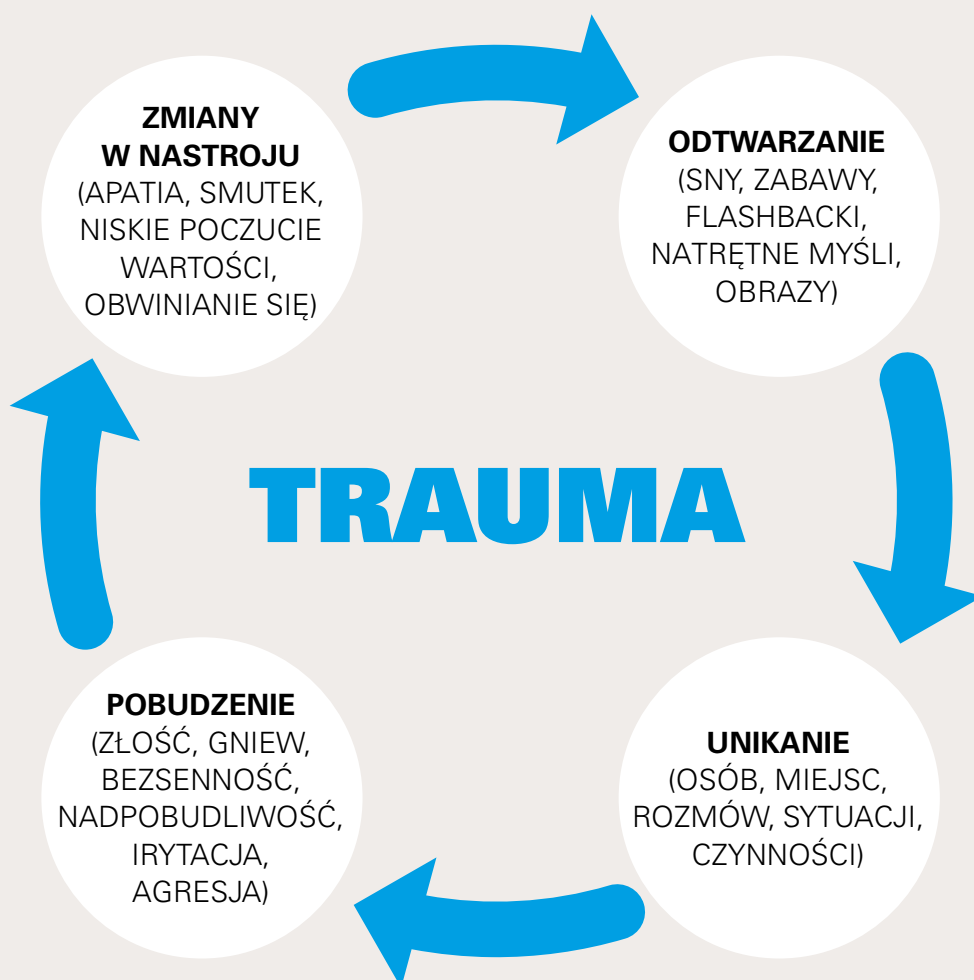 ZMIANY
W NASTROJU
(APATIA, SMUTEK,
NISKIE POCZUCIE
WARTOŚCI,
OBWINIANIE SIĘ)
ODTWARZANIE
(SNY, ZABAWY,
FLASHBACKI,
NATRĘTNE MYŚLI,
OBRAZY)
TRAUMA
POBUDZENIE
(ZŁOŚĆ, GNIEW,
BEZSENNOŚĆ,
NADPOBUDLIWOŚĆ,
IRYTACJA,
AGRESJA)
UNIKANIE
(OSÓB, MIEJSC,
ROZMÓW, SYTUACJI,
CZYNNOŚCI)